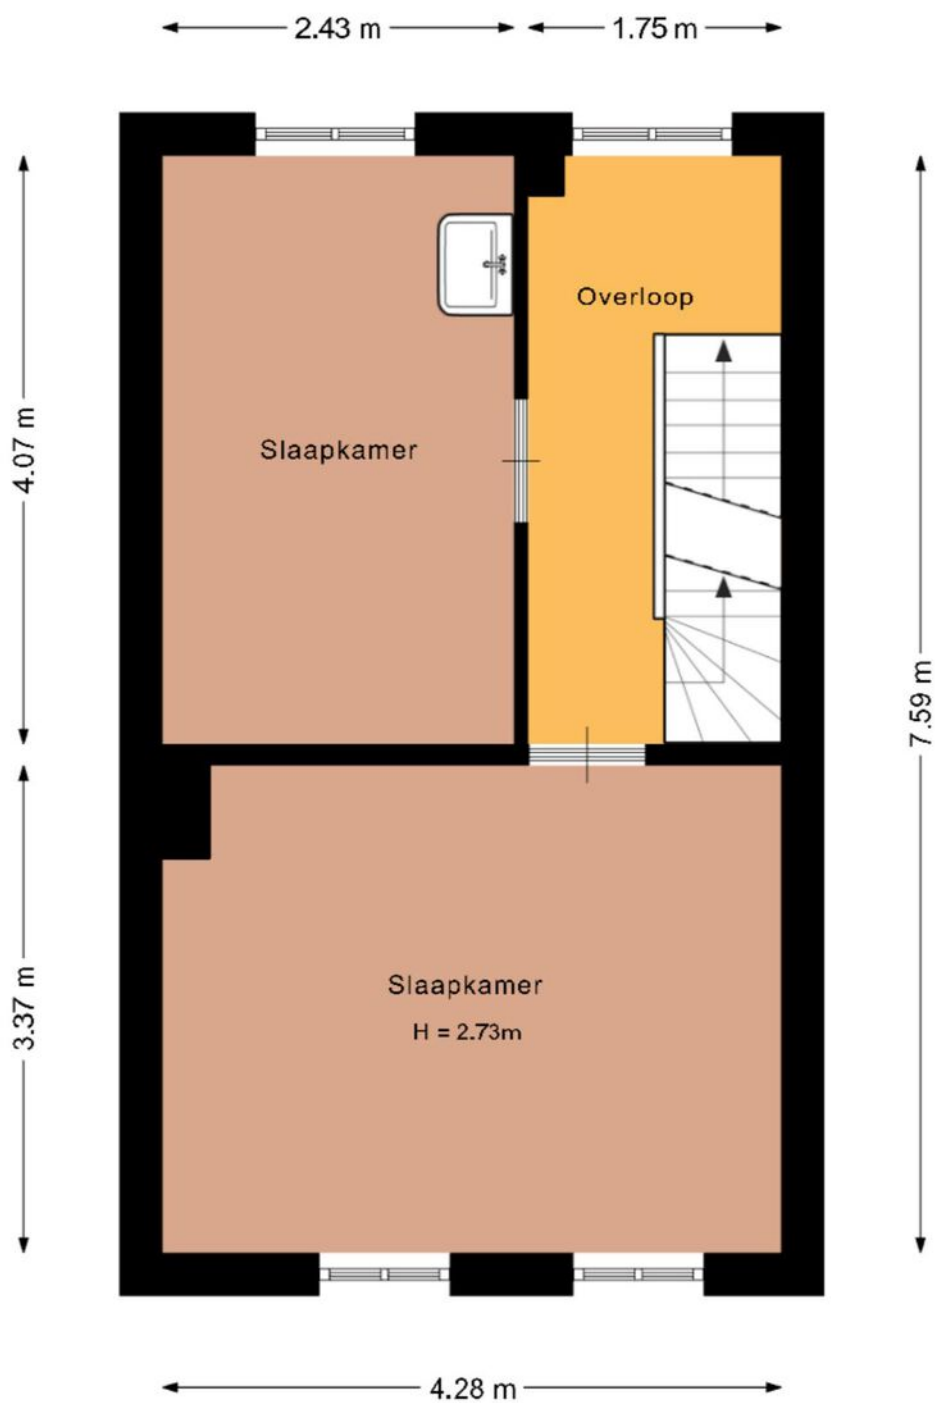 2.43 m
1.75 m
Overloop
4.07 m
Slaapkamer
7.59 m
Slaapkamer
3.37 m
H = 2.73m
4.28 m